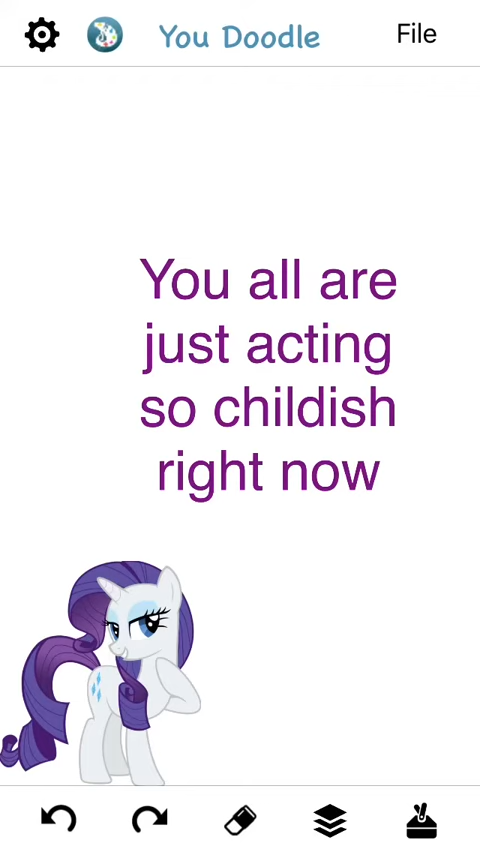 You Doodle
File
You all are
just acting
so childish
right now